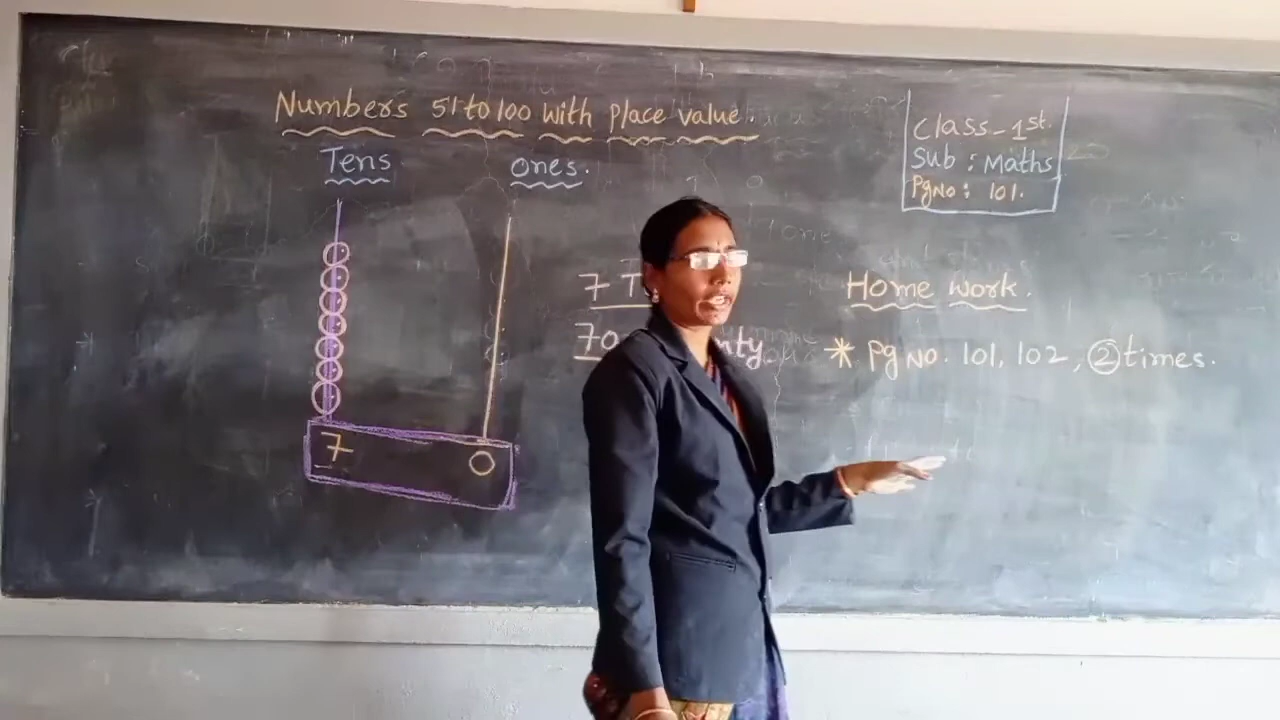 Numbers 51 to 100 with place value.
Tens ones.
7 0
7 T
70
Class - 1st.
Sub : Maths
Pg No : 101.
Home work.
* Pg No. 101, 102, 2 times.